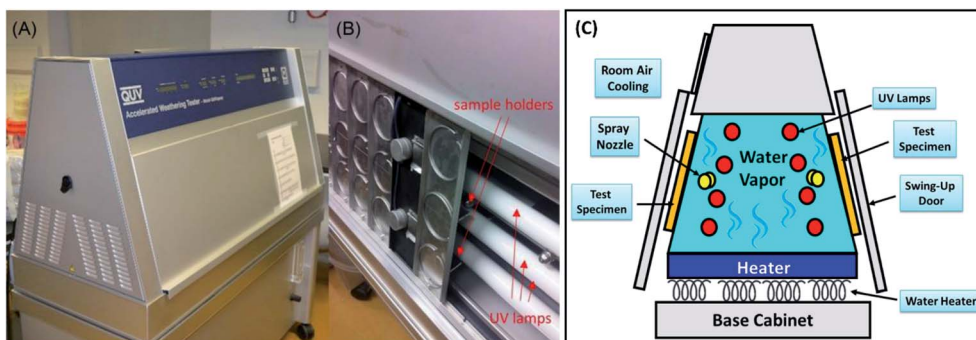 (A)
QUV
Accelerated Weathering Tester
(B)
sample holders
UV lamps
(C)
Room Air
Cooling
UV Lamps
Spray
Nozzle
Test
Specimen
Water
Vapor
Test
Specimen
Swing-Up
Door
Heater
Water Heater
Base Cabinet